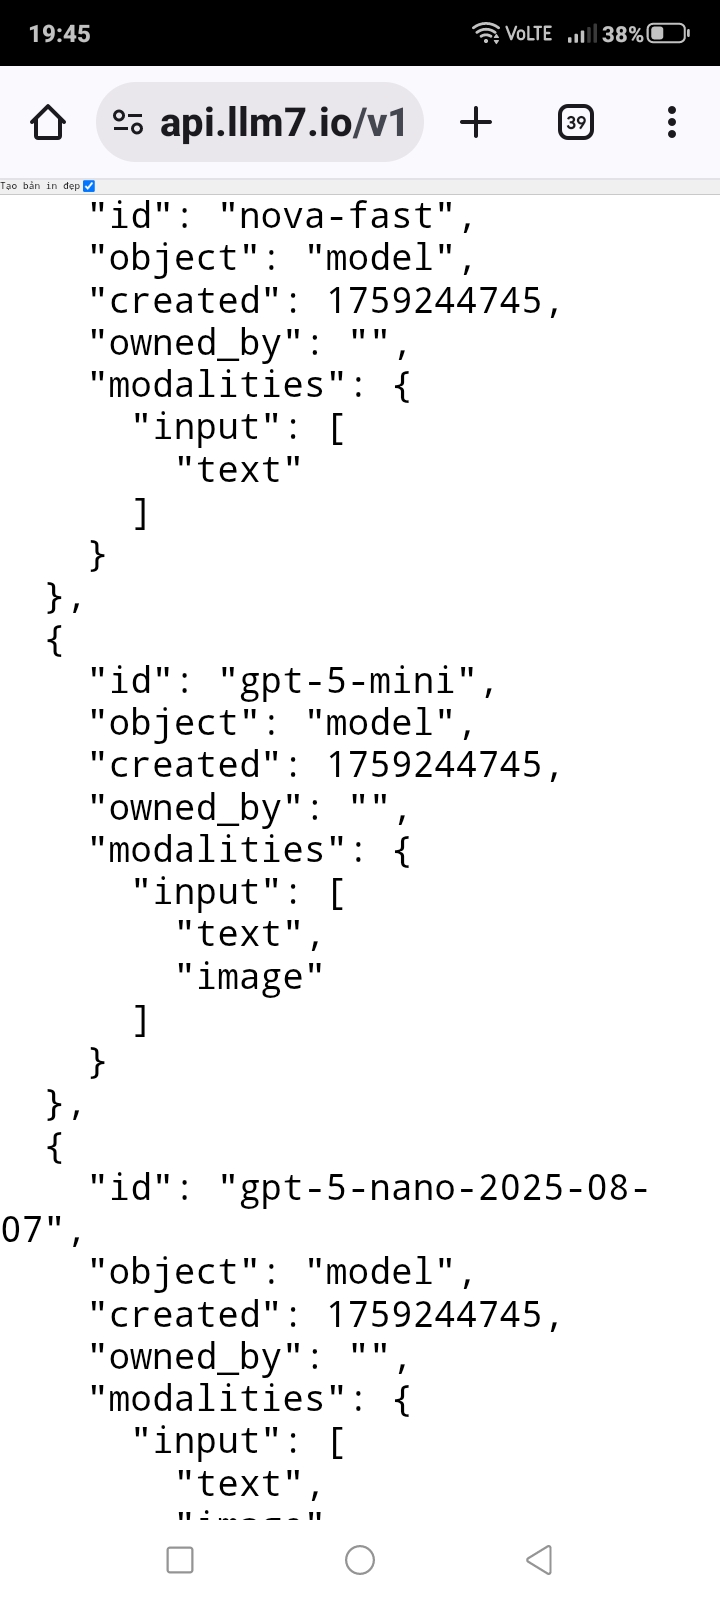 19:45
VoLTE 38%
api.llm7.io/v1
39
Tạo bản in đẹp
"id": "nova-fast",
"object": "model",
"created": 1759244745,
"owned_by": "",
"modalities": {
"input": [
"text"
]
}
},
{
"id": "gpt-5-mini",
"object": "model",
"created": 1759244745,
"owned_by": "",
"modalities": {
"input": [
"text",
"image"
]
}
},
{
"id": "gpt-5-nano-2025-08-
07",
"object": "model",
"created": 1759244745,
"owned_by": "",
"modalities": {
"input": [
"text",
"image"